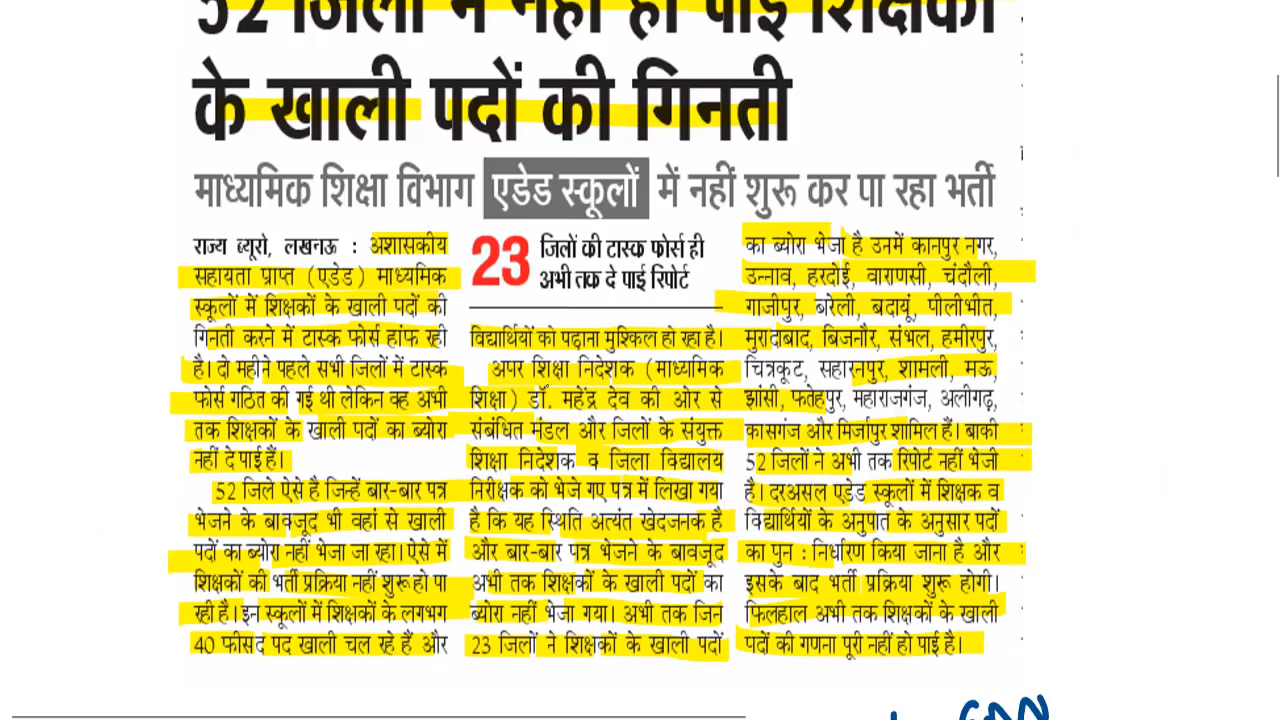 52 जिलों में नहीं हो पाई शिक्षकों
के खाली पदों की गिनती
माध्यमिक शिक्षा विभाग एडेड स्कूलों में नहीं शुरू कर पा रहा भर्ती
राज्य ब्यूरो, लखनऊ : अशासकीय
सहायता प्राप्त (एडेड) माध्यमिक
स्कूलों में शिक्षकों के खाली पदों की
गिनती करने में टास्क फोर्स हांफ रही
है। दो महीने पहले सभी जिलों में टास्क
फोर्स गठित की गई थी लेकिन वह अभी
तक शिक्षकों के खाली पदों का ब्योरा
नहीं दे पाई हैं।
52 जिले ऐसे है जिन्हें बार-बार पत्र
भेजने के बावजूद भी वहां से खाली
पदों का ब्योरा नहीं भेजा जा रहा। ऐसे में
शिक्षकों की भर्ती प्रक्रिया नहीं शुरू हो पा
रही है। इन स्कूलों में शिक्षकों के लगभग
40 फीसद पद खाली चल रहे हैं और
23 जिलों की टास्क फोर्स ही
अभी तक दे पाई रिपोर्ट
विद्यार्थियों को पढ़ाना मुश्किल हो रहा है।
अपर शिक्षा निदेशक (माध्यमिक
शिक्षा) डॉ. महेंद्र देव की ओर से
संबंधित मंडल और जिलों के संयुक्त
शिक्षा निदेशक व जिला विद्यालय
निरीक्षक को भेजे गए पत्र में लिखा गया
है कि यह स्थिति अत्यंत खेदजनक है
और बार-बार पत्र भेजने के बावजूद
अभी तक शिक्षकों के खाली पदों का
ब्योरा नहीं भेजा गया। अभी तक जिन
23 जिलों ने शिक्षकों के खाली पदों
का ब्योरा भेजा है उनमें कानपुर नगर,
उन्नाव, हरदोई, वाराणसी, चंदौली,
गाजीपुर, बरेली, बदायूं, पीलीभीत,
मुरादाबाद, बिजनौर, संभल, हमीरपुर,
चित्रकूट, सहारनपुर, शामली, मऊ,
झांसी, फतेहपुर, महाराजगंज, अलीगढ़,
कासगंज और मिर्जापुर शामिल हैं। बाकी
52 जिलों ने अभी तक रिपोर्ट नहीं भेजी
है। दरअसल एडेड स्कूलों में शिक्षक व
विद्यार्थियों के अनुपात के अनुसार पदों
का पुन : निर्धारण किया जाना है और
इसके बाद भर्ती प्रक्रिया शुरू होगी।
फिलहाल अभी तक शिक्षकों के खाली
पदों की गणना पूरी नहीं हो पाई है।